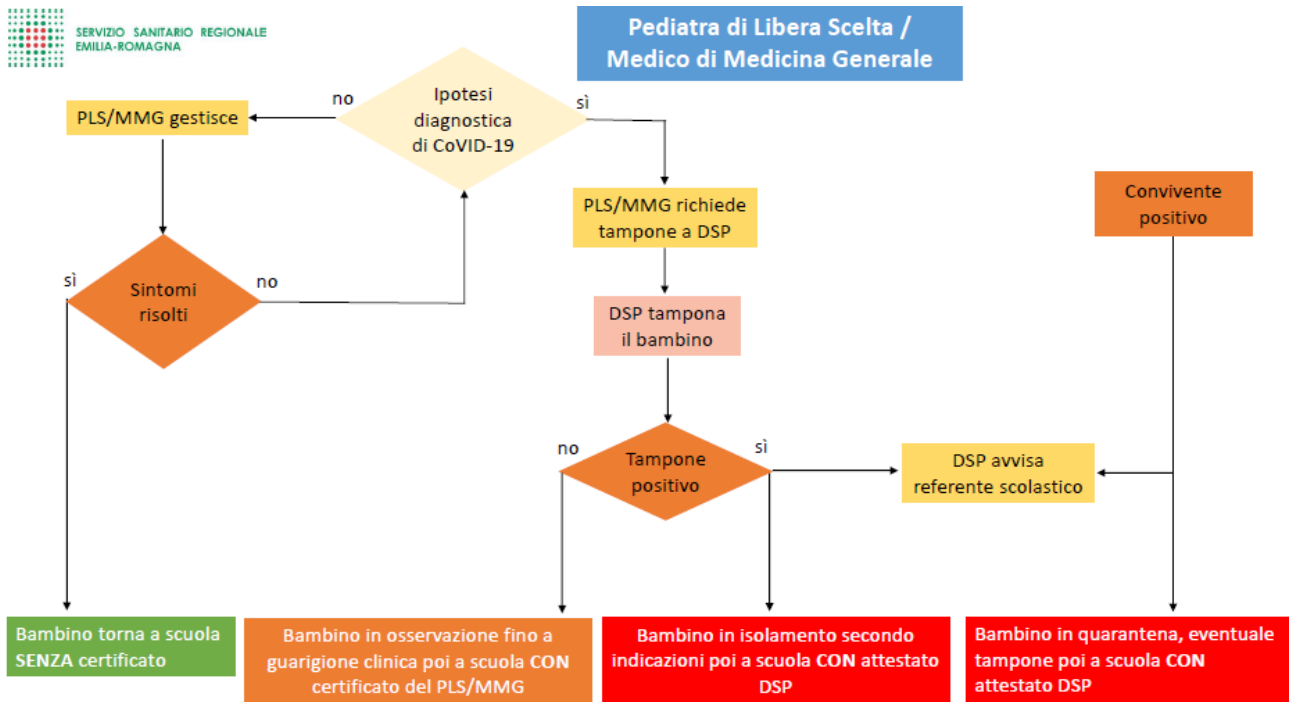 SERVIZIO SANITARIO REGIONALE
EMILIA-ROMAGNA
Pediatra di Libera Scelta /
Medico di Medicina Generale
no
Ipotesi
diagnostica
di CoVID-19
sì
PLS/MMG gestisce
PLS/MMG richiede
tampone a DSP
Convivente
positivo
sì
Sintomi
risolti
no
DSP tampona
il bambino
no
Tampone
positivo
sì
DSP avvisa
referente scolastico
Bambino torna a scuola
SENZA certificato
Bambino in osservazione fino a
guarigione clinica poi a scuola CON
certificato del PLS/MMG
Bambino in isolamento secondo
indicazioni poi a scuola CON attestato
DSP
Bambino in quarantena, eventuale
tampone poi a scuola CON
attestato DSP